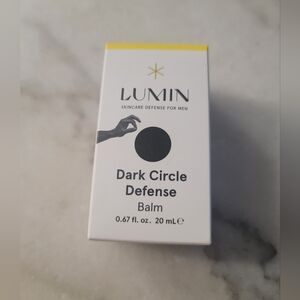 LUMIN
SKINCARE DEFENSE FOR MEN
Dark Circle
Defense
Balm
0.67 fl. oz. 20 mL℮